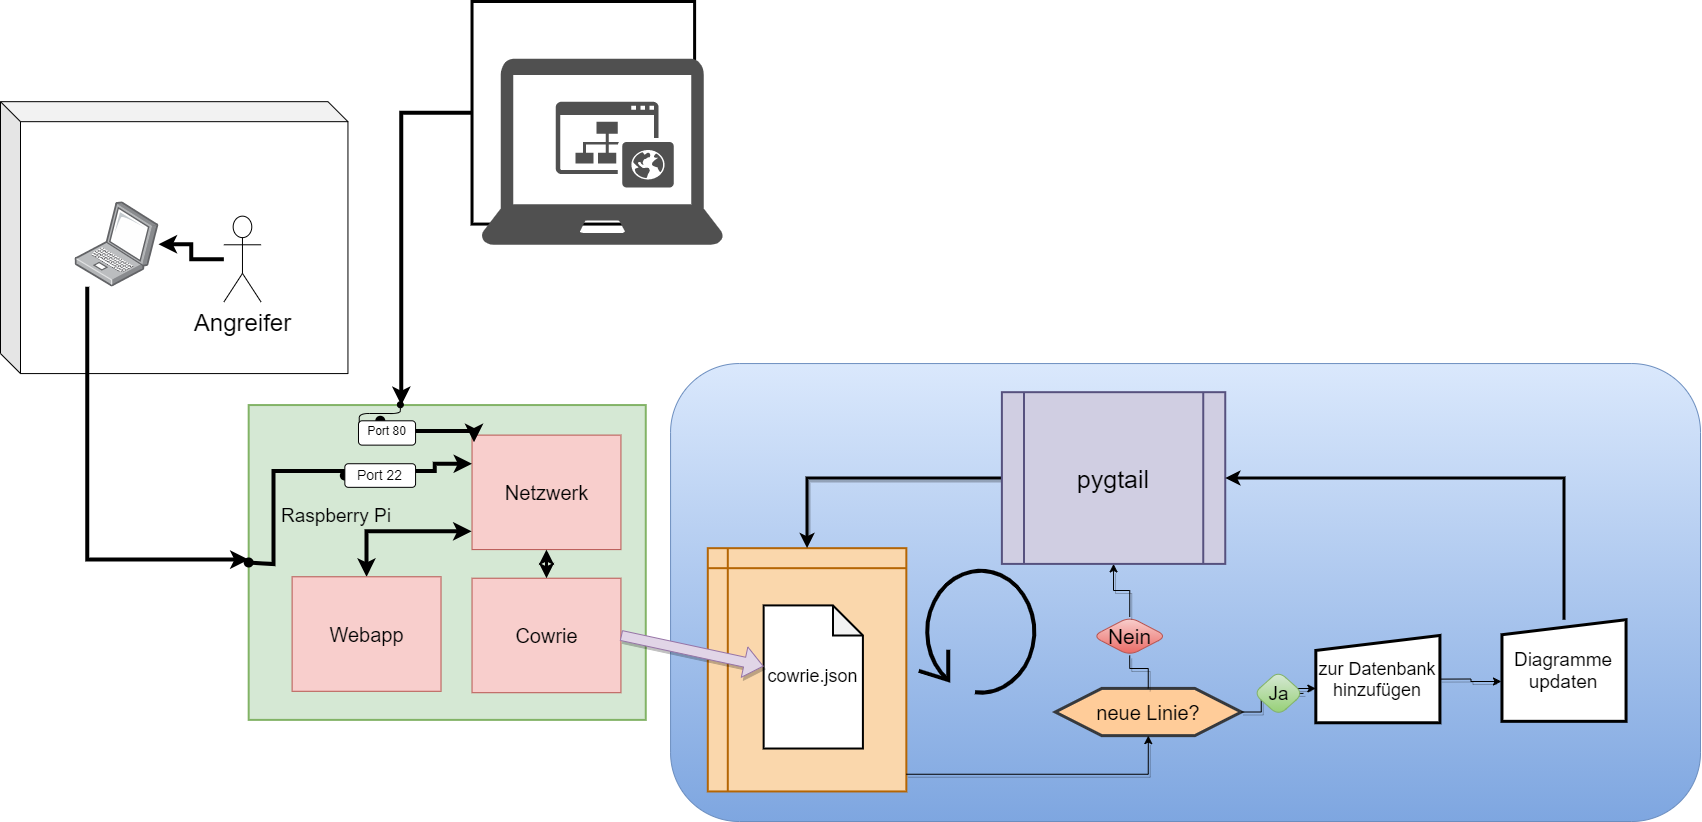 Angreifer
Port 80
Port 22
Netzwerk
Raspberry Pi
Webapp
Cowrie
pygtail
cowrie.json
Nein
neue Linie?
Ja
zur Datenbank
hinzufügen
Diagramme
updaten